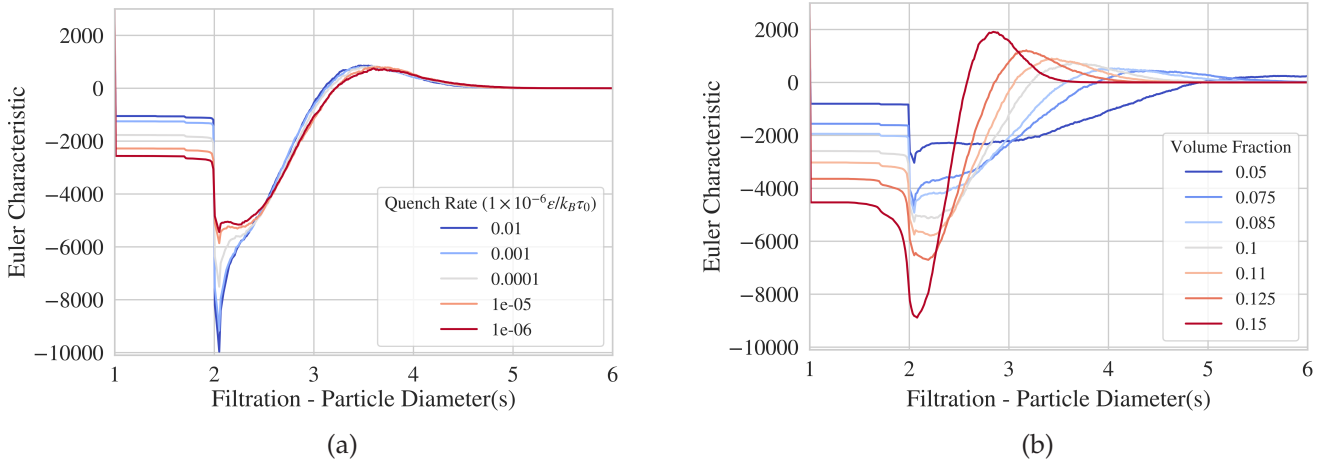 2000
0
−2000
−4000
−6000
−8000
−10000
Euler Characteristic
1 2 3 4 5 6
Filtration - Particle Diameter(s)
Quench Rate (1 × 10⁻⁶ε/k_Bτ₀)
0.01
0.001
0.0001
1e-05
1e-06
(a)
2000
0
−2000
−4000
−6000
−8000
−10000
Euler Characteristic
1 2 3 4 5 6
Filtration - Particle Diameter(s)
Volume Fraction
0.05
0.075
0.085
0.1
0.11
0.125
0.15
(b)